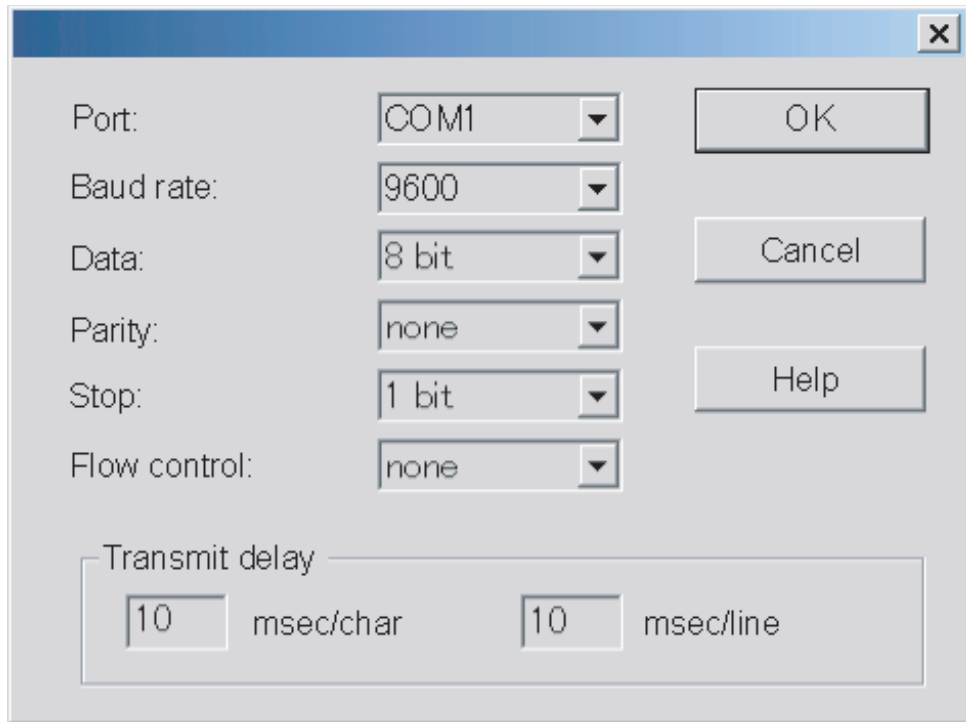 Port: COM1 OK
Baud rate: 9600
Data: 8 bit Cancel
Parity: none
Stop: 1 bit Help
Flow control: none
Transmit delay
10 msec/char 10 msec/line